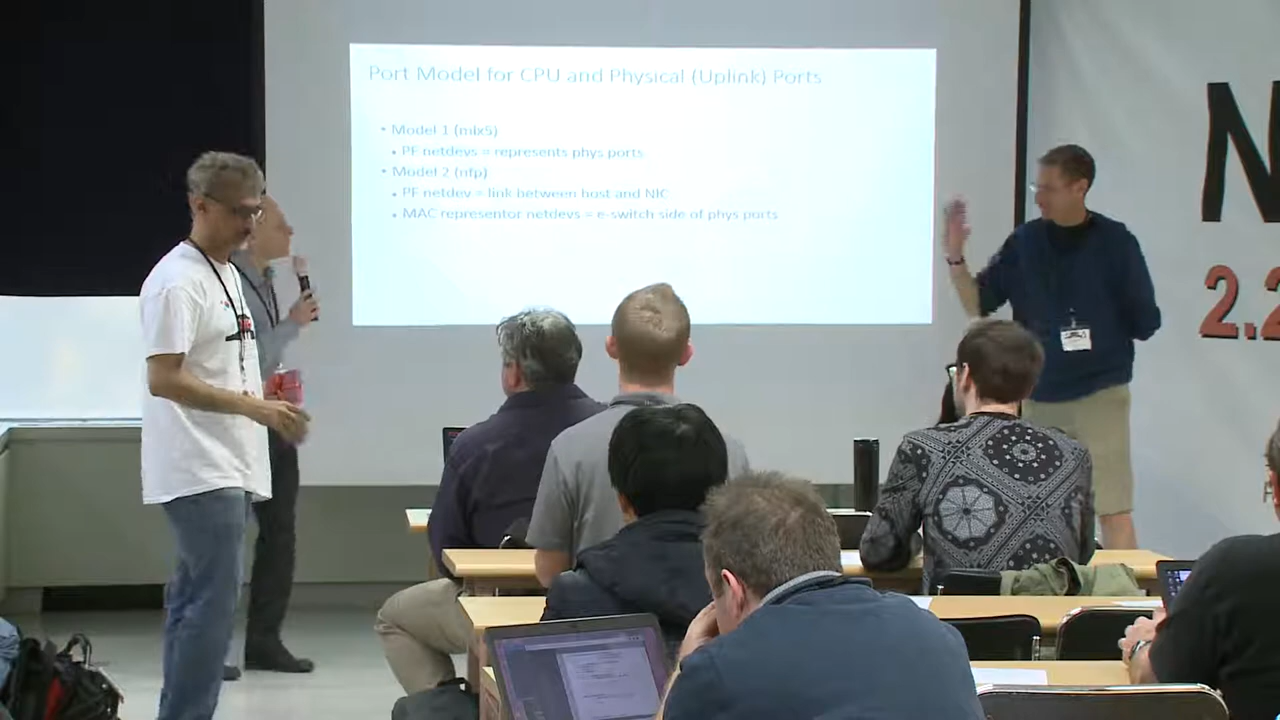 Port Model for CPU and Physical (Uplink) Ports
• Model 1 (mlx5)
• PF netdevs = represents phys ports
• Model 2 (nfp)
• PF netdev = link between host and NIC
• MAC representor netdevs = e-switch side of phys ports
N
2.2